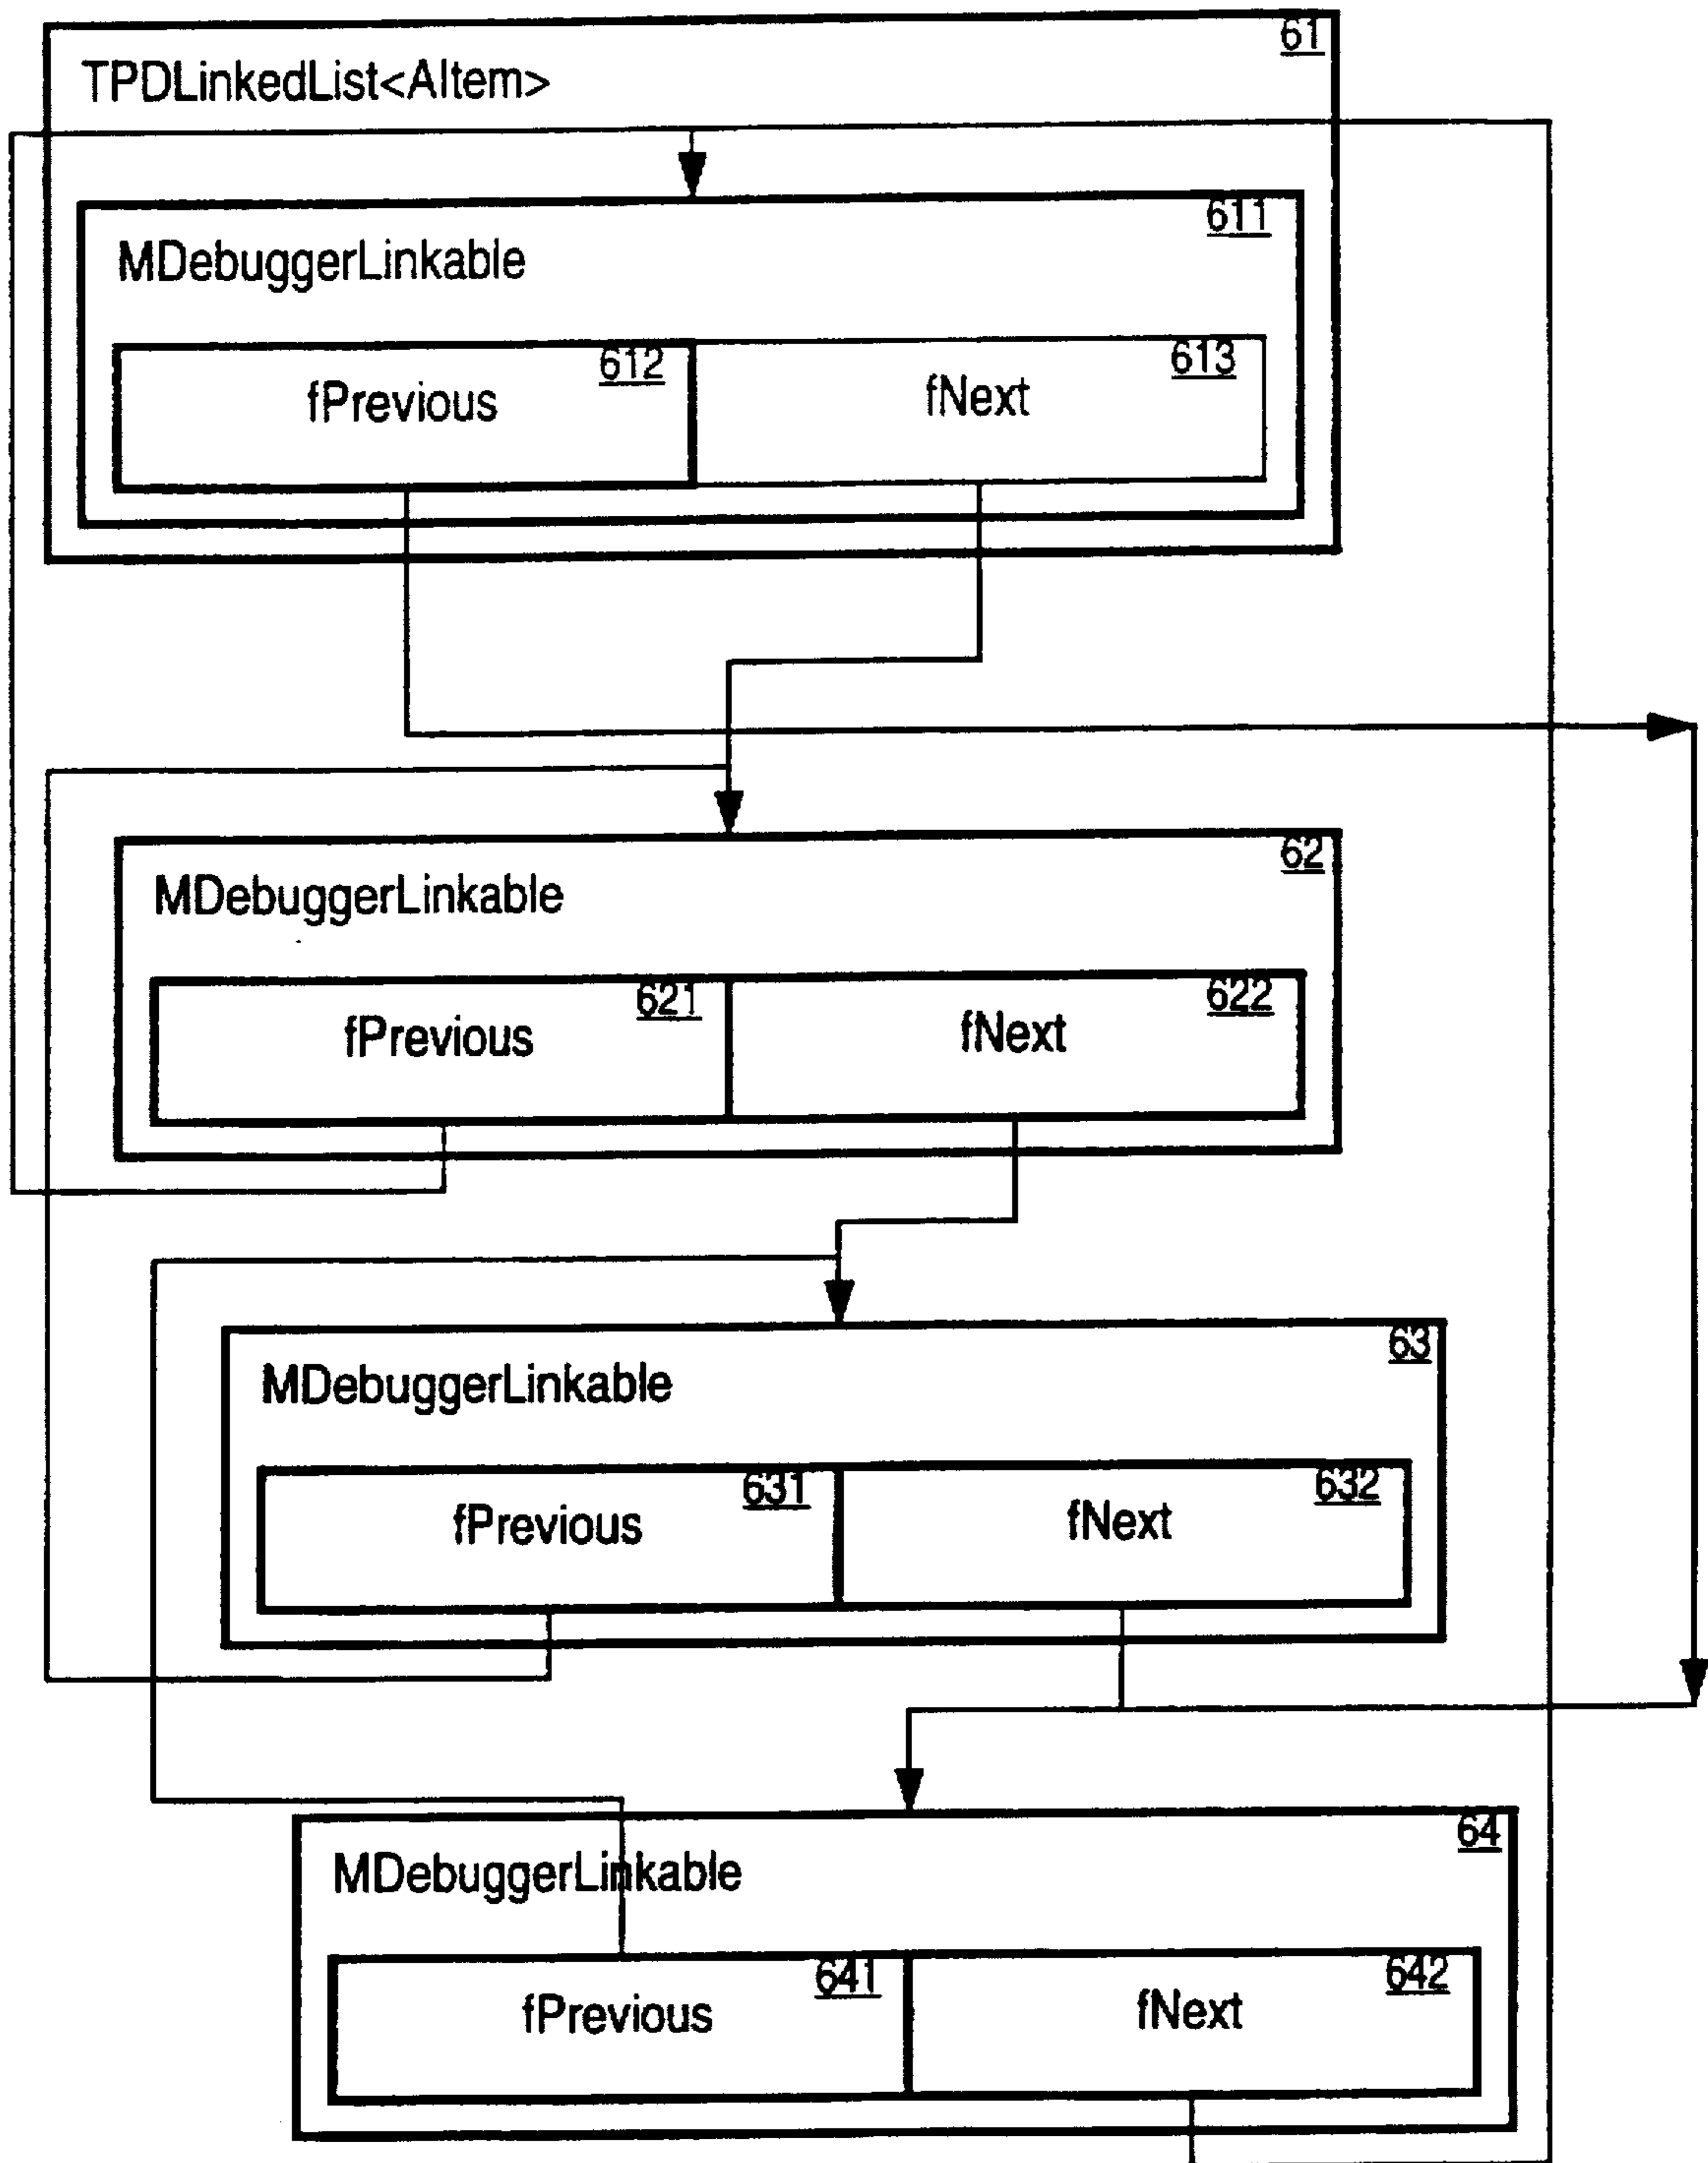 61
TPDLinkedList<AItem>
611
MDebuggerLinkable
612
613
fPrevious
fNext
62
MDebuggerLinkable
621
622
fPrevious
fNext
63
MDebuggerLinkable
631
632
fPrevious
fNext
64
MDebuggerLinkable
641
642
fPrevious
fNext